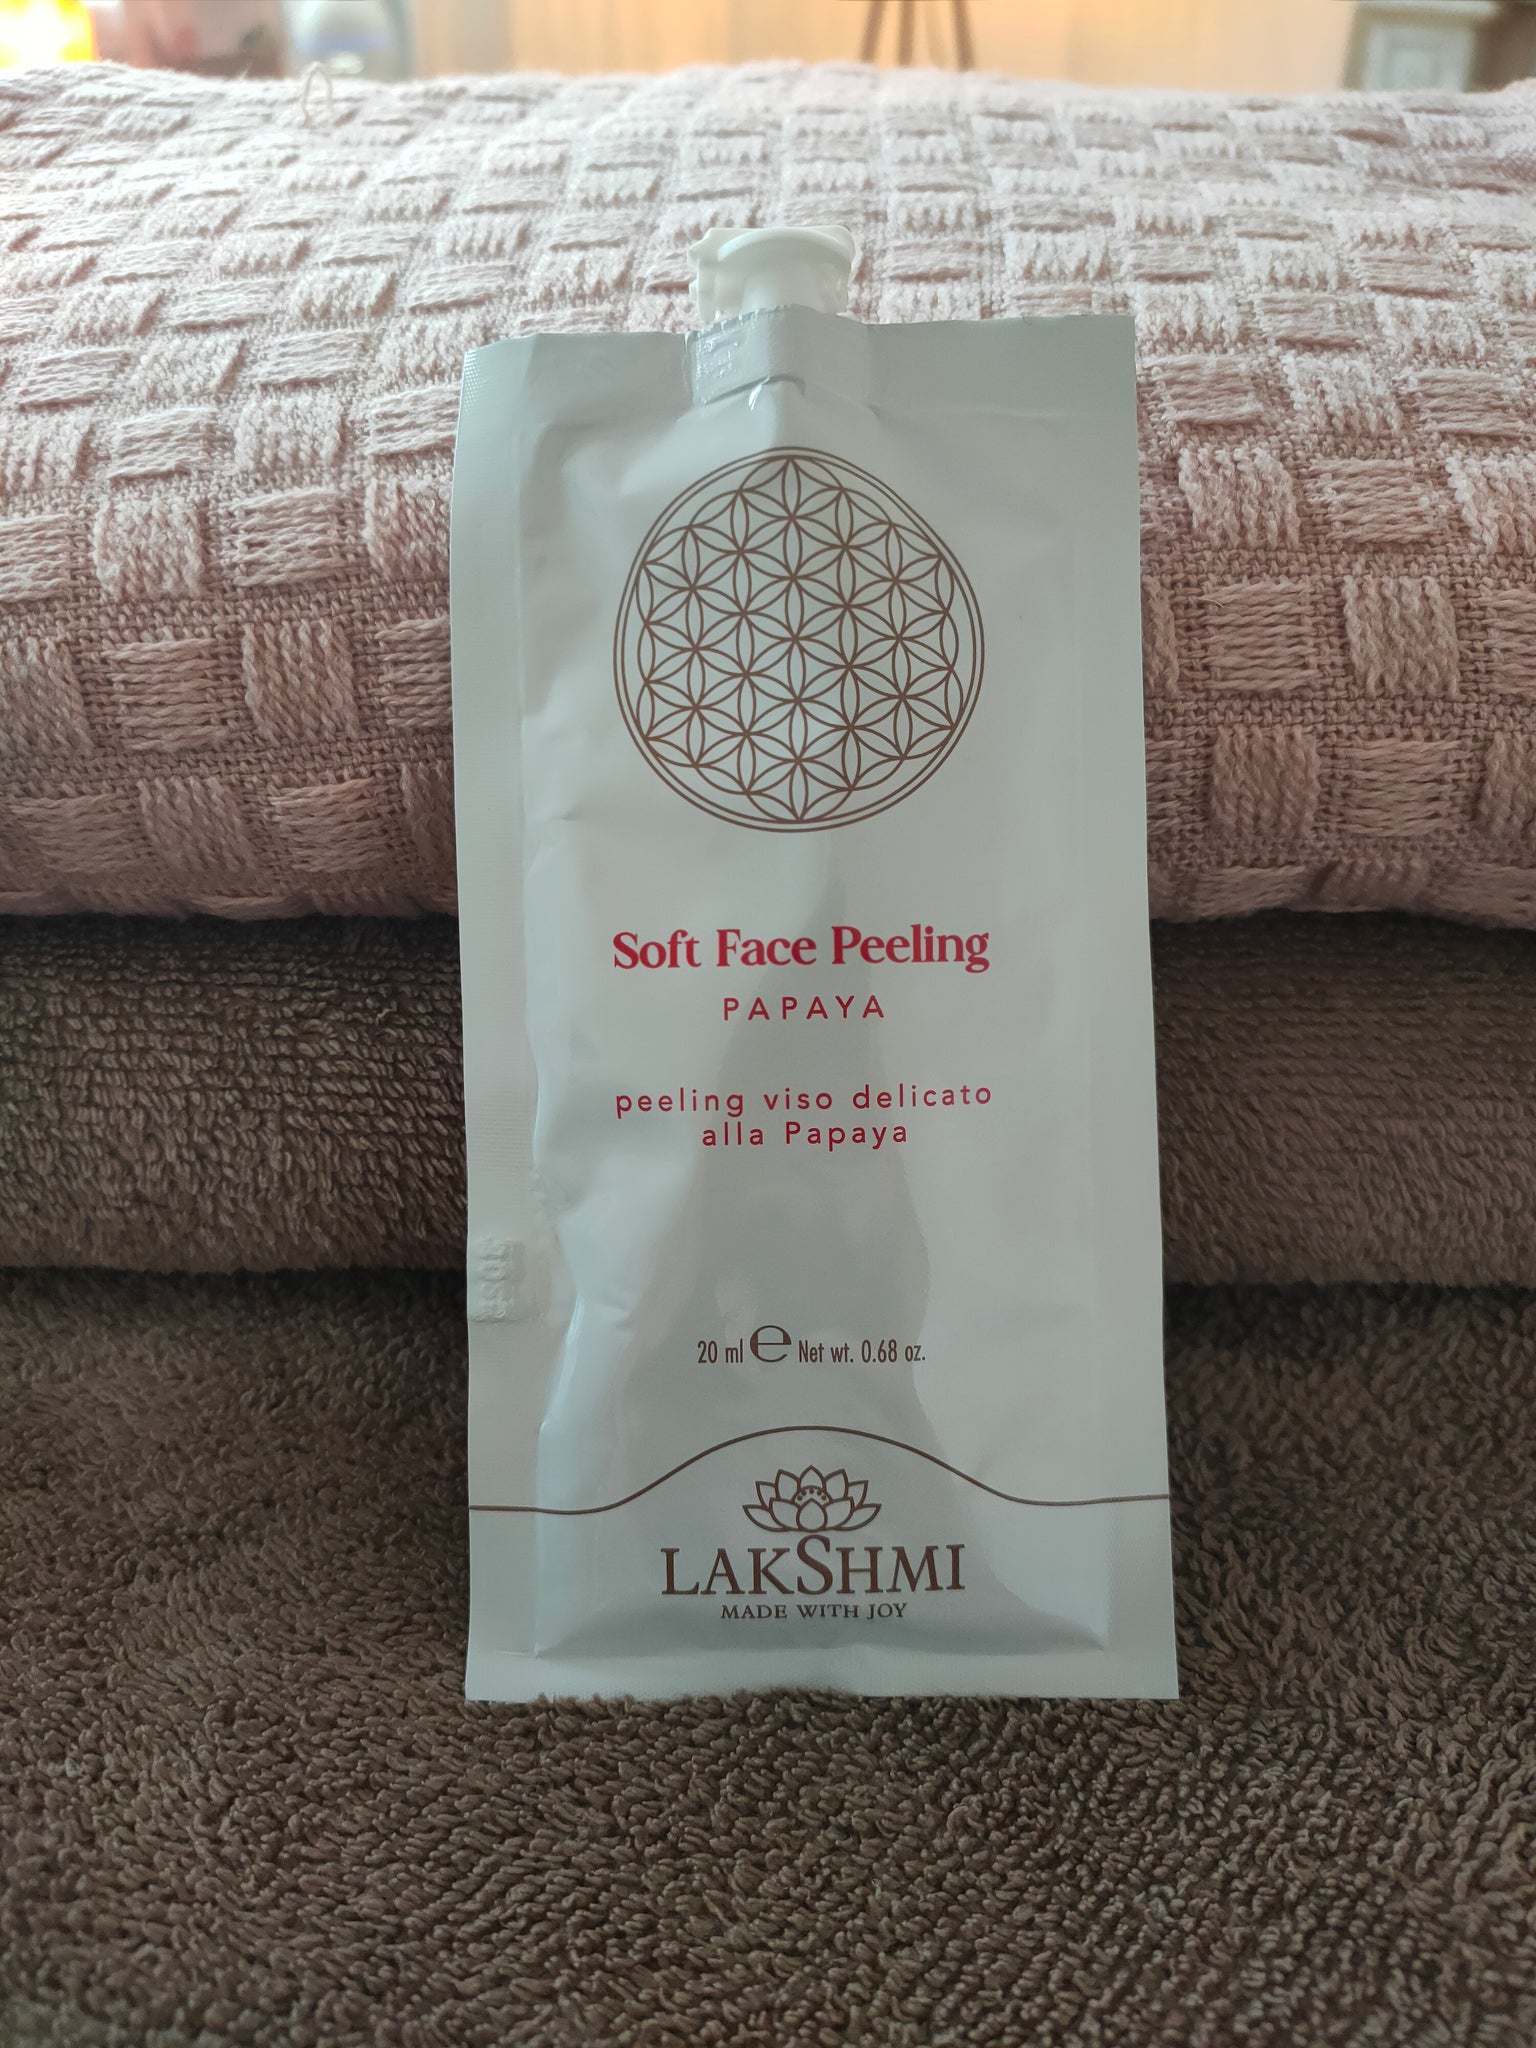 Soft Face Peeling
PAPAYA
peeling viso delicato
alla Papaya
20 ml ℮ Net wt. 0.68 oz.
LAKSHMI
MADE WITH JOY